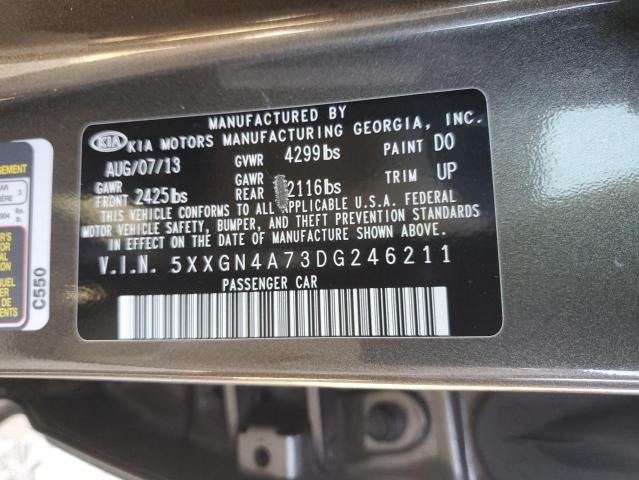 MANUFACTURED BY
KIA KIA MOTORS MANUFACTURING GEORGIA, INC.
AUG/07/13 GVWR 4299lbs PAINT DO
GAWR FRONT 2425lbs GAWR REAR 2116lbs TRIM UP
THIS VEHICLE CONFORMS TO ALL APPLICABLE U.S.A. FEDERAL
MOTOR VEHICLE SAFETY, BUMPER, AND THEFT PREVENTION STANDARDS
IN EFFECT ON THE DATE OF MANUFACTURE SHOWN ABOVE.
V.I.N. 5XXGN4A73DG246211
PASSENGER CAR
C550